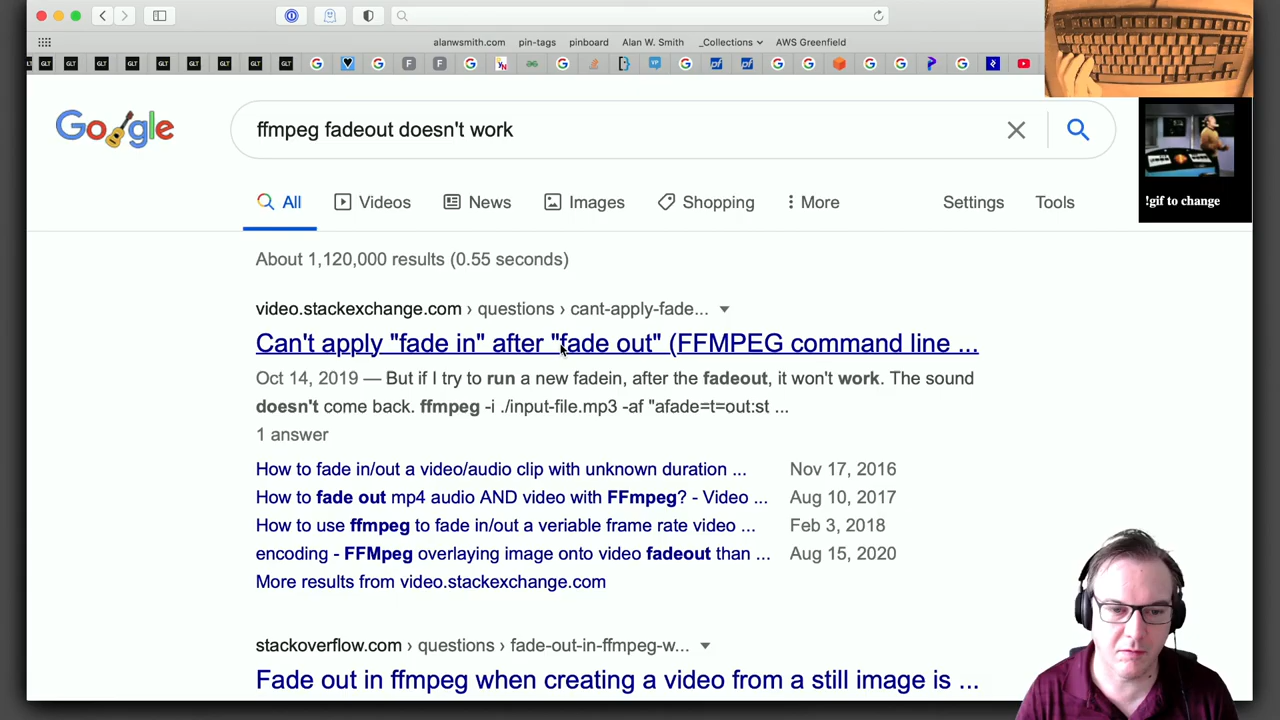 alanwsmith.com pin-tags pinboard Alan W. Smith _Collections AWS Greenfield
GLT GLT GLT GLT GLT GLT GLT GLT
Google
ffmpeg fadeout doesn't work
All Videos News Images Shopping More Settings Tools
!gif to change
About 1,120,000 results (0.55 seconds)
video.stackexchange.com › questions › cant-apply-fade...
Can't apply "fade in" after "fade out" (FFMPEG command line ...
Oct 14, 2019 — But if I try to run a new fadein, after the fadeout, it won't work. The sound
doesn't come back. ffmpeg -i ./input-file.mp3 -af "afade=t=out:st ...
1 answer
How to fade in/out a video/audio clip with unknown duration ... Nov 17, 2016
How to fade out mp4 audio AND video with FFmpeg? - Video ... Aug 10, 2017
How to use ffmpeg to fade in/out a veriable frame rate video ... Feb 3, 2018
encoding - FFMpeg overlaying image onto video fadeout than ... Aug 15, 2020
More results from video.stackexchange.com
stackoverflow.com › questions › fade-out-in-ffmpeg-w...
Fade out in ffmpeg when creating a video from a still image is ...